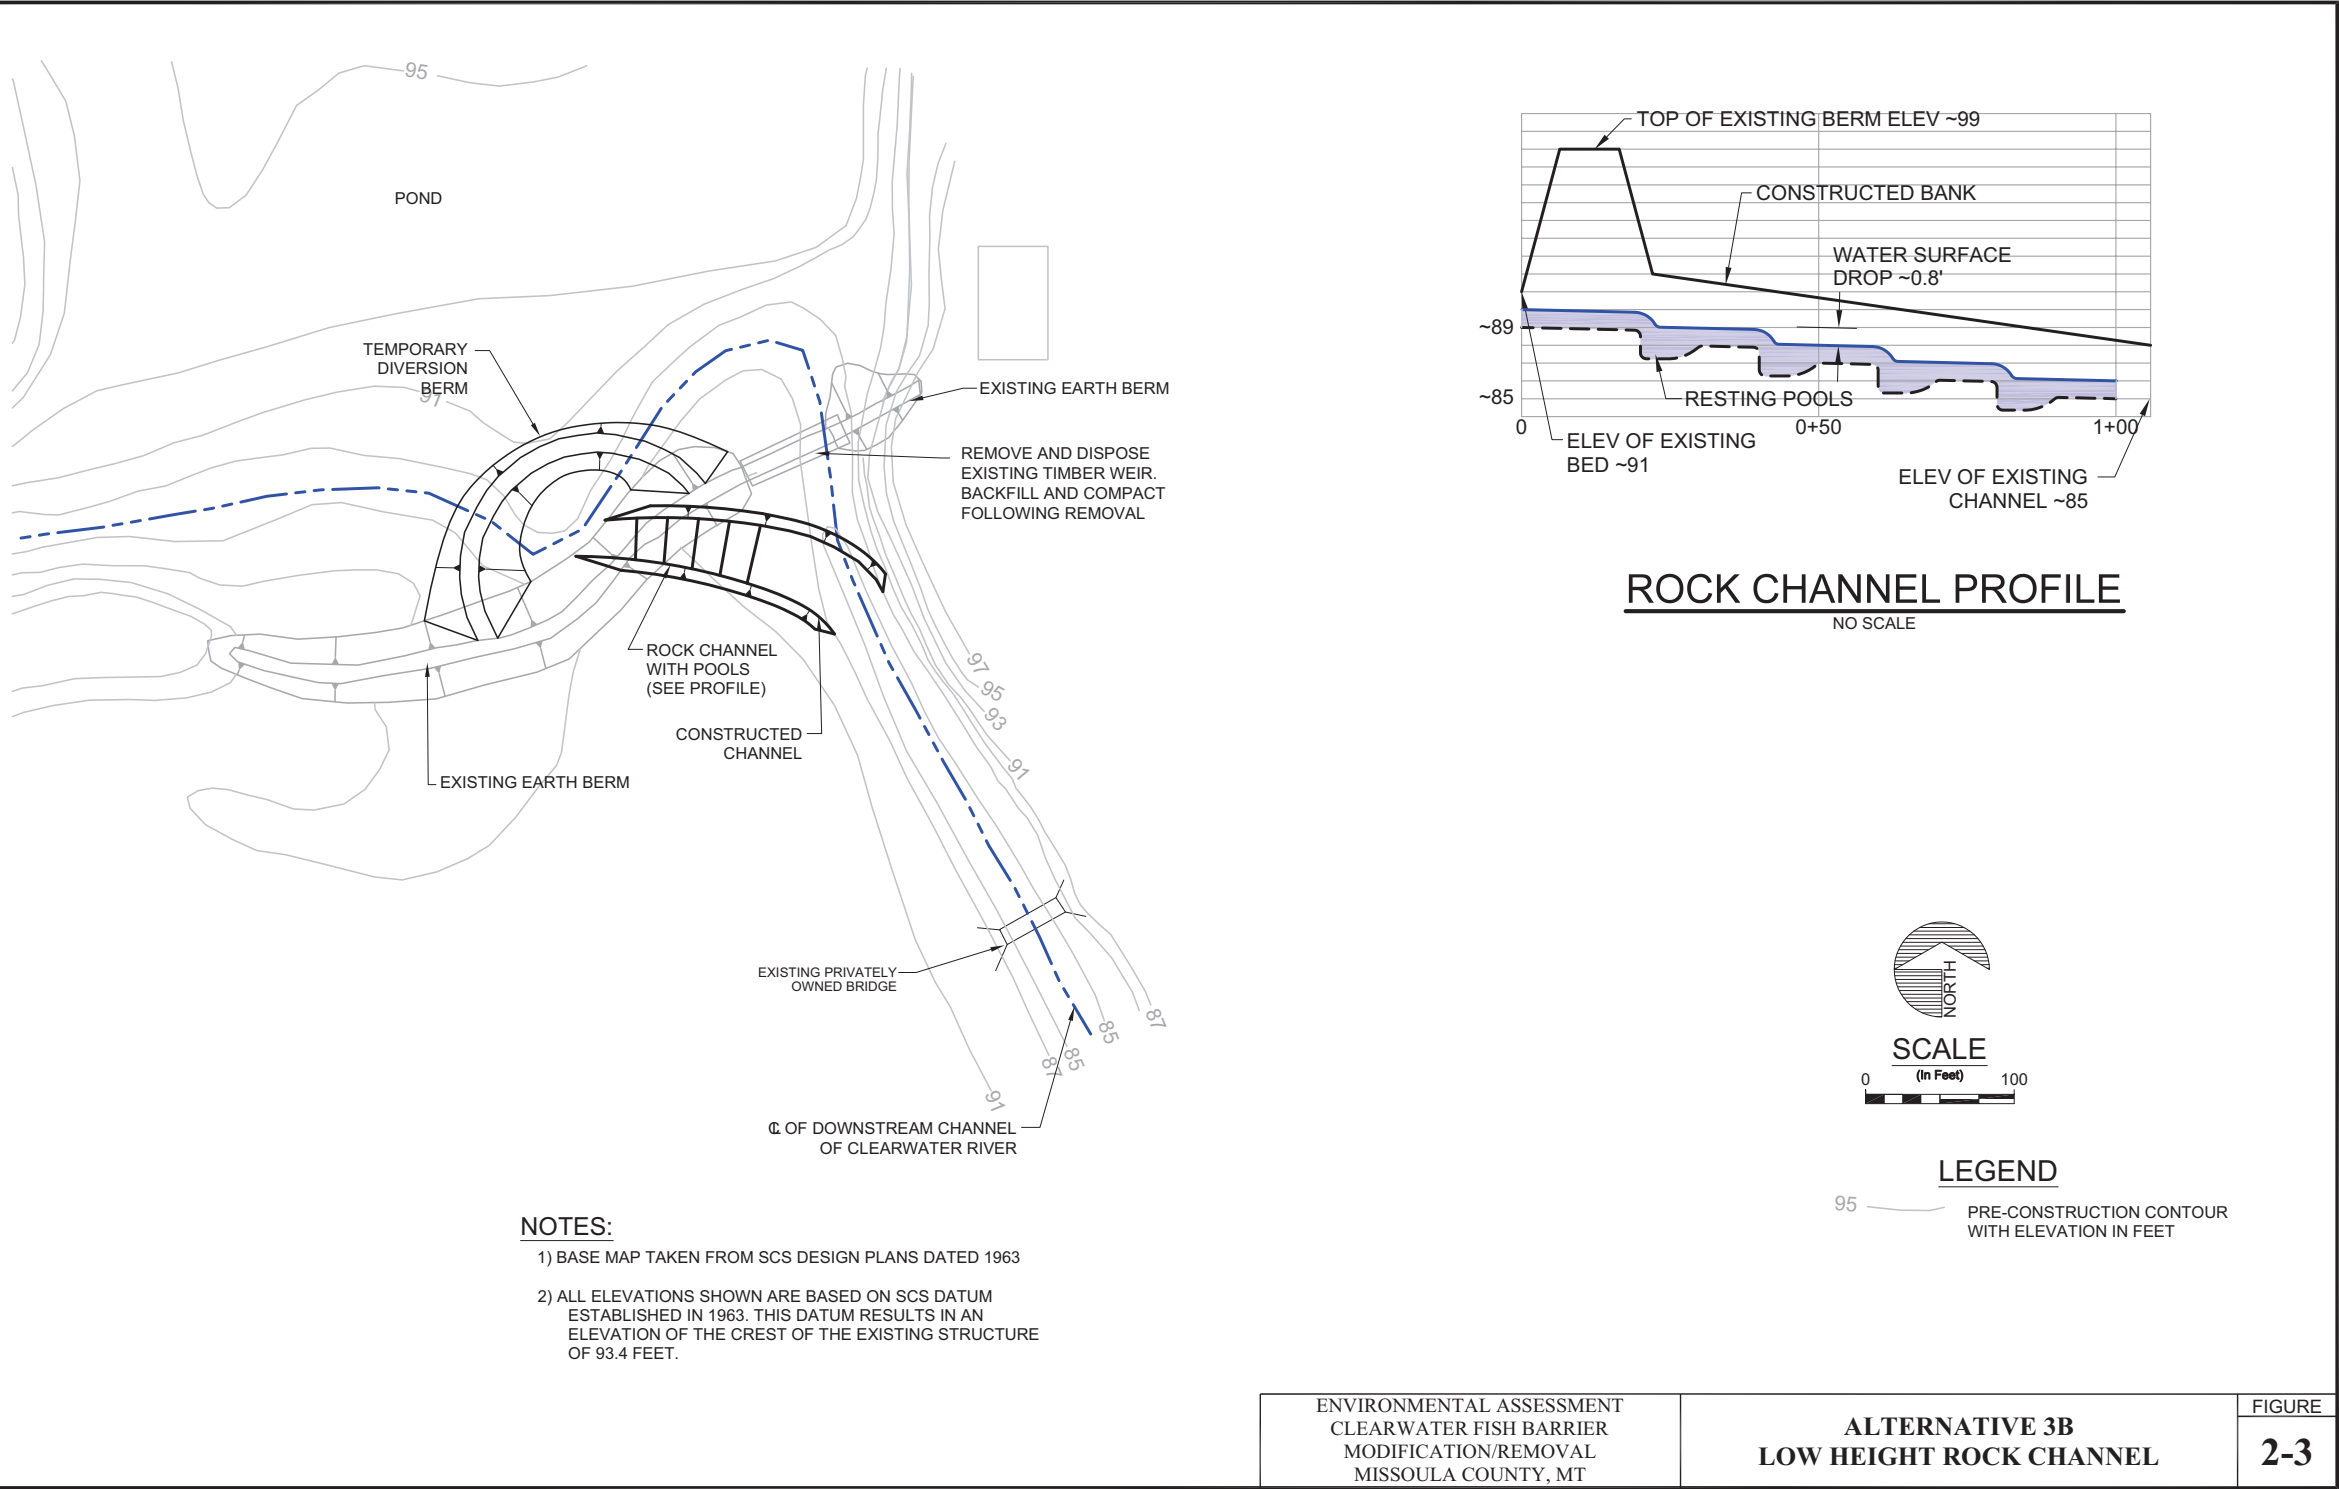 95
POND
TEMPORARY
DIVERSION
BERM
91
EXISTING EARTH BERM
REMOVE AND DISPOSE
EXISTING TIMBER WEIR.
BACKFILL AND COMPACT
FOLLOWING REMOVAL
ROCK CHANNEL
WITH POOLS
(SEE PROFILE)
CONSTRUCTED
CHANNEL
EXISTING EARTH BERM
97
95
93
91
EXISTING PRIVATELY
OWNED BRIDGE
87
85
85
87
91
℄ OF DOWNSTREAM CHANNEL
OF CLEARWATER RIVER
NOTES:
1) BASE MAP TAKEN FROM SCS DESIGN PLANS DATED 1963
2) ALL ELEVATIONS SHOWN ARE BASED ON SCS DATUM
ESTABLISHED IN 1963. THIS DATUM RESULTS IN AN
ELEVATION OF THE CREST OF THE EXISTING STRUCTURE
OF 93.4 FEET.
TOP OF EXISTING BERM ELEV ~99
CONSTRUCTED BANK
WATER SURFACE
DROP ~0.8'
~89
~85
RESTING POOLS
0
0+50
1+00
ELEV OF EXISTING
BED ~91
ELEV OF EXISTING
CHANNEL ~85
ROCK CHANNEL PROFILE
NO SCALE
NORTH
SCALE
(In Feet)
0
100
LEGEND
95
PRE-CONSTRUCTION CONTOUR
WITH ELEVATION IN FEET
ENVIRONMENTAL ASSESSMENT
CLEARWATER FISH BARRIER
MODIFICATION/REMOVAL
MISSOULA COUNTY, MT
ALTERNATIVE 3B
LOW HEIGHT ROCK CHANNEL
FIGURE
2-3